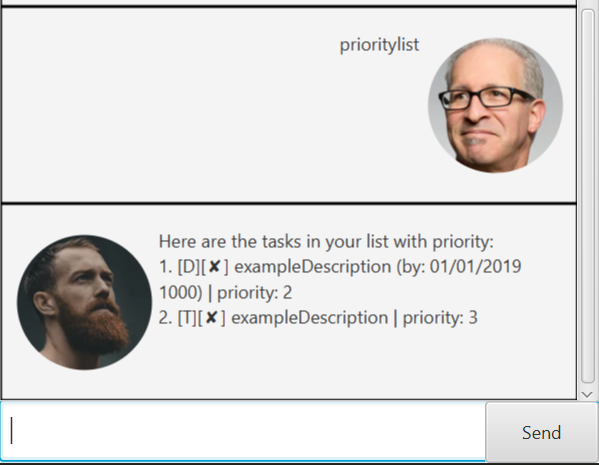 prioritylist
Here are the tasks in your list with priority:
1. [D][✘] exampleDescription (by: 01/01/2019
1000) | priority: 2
2. [T][✘] exampleDescription | priority: 3
Send